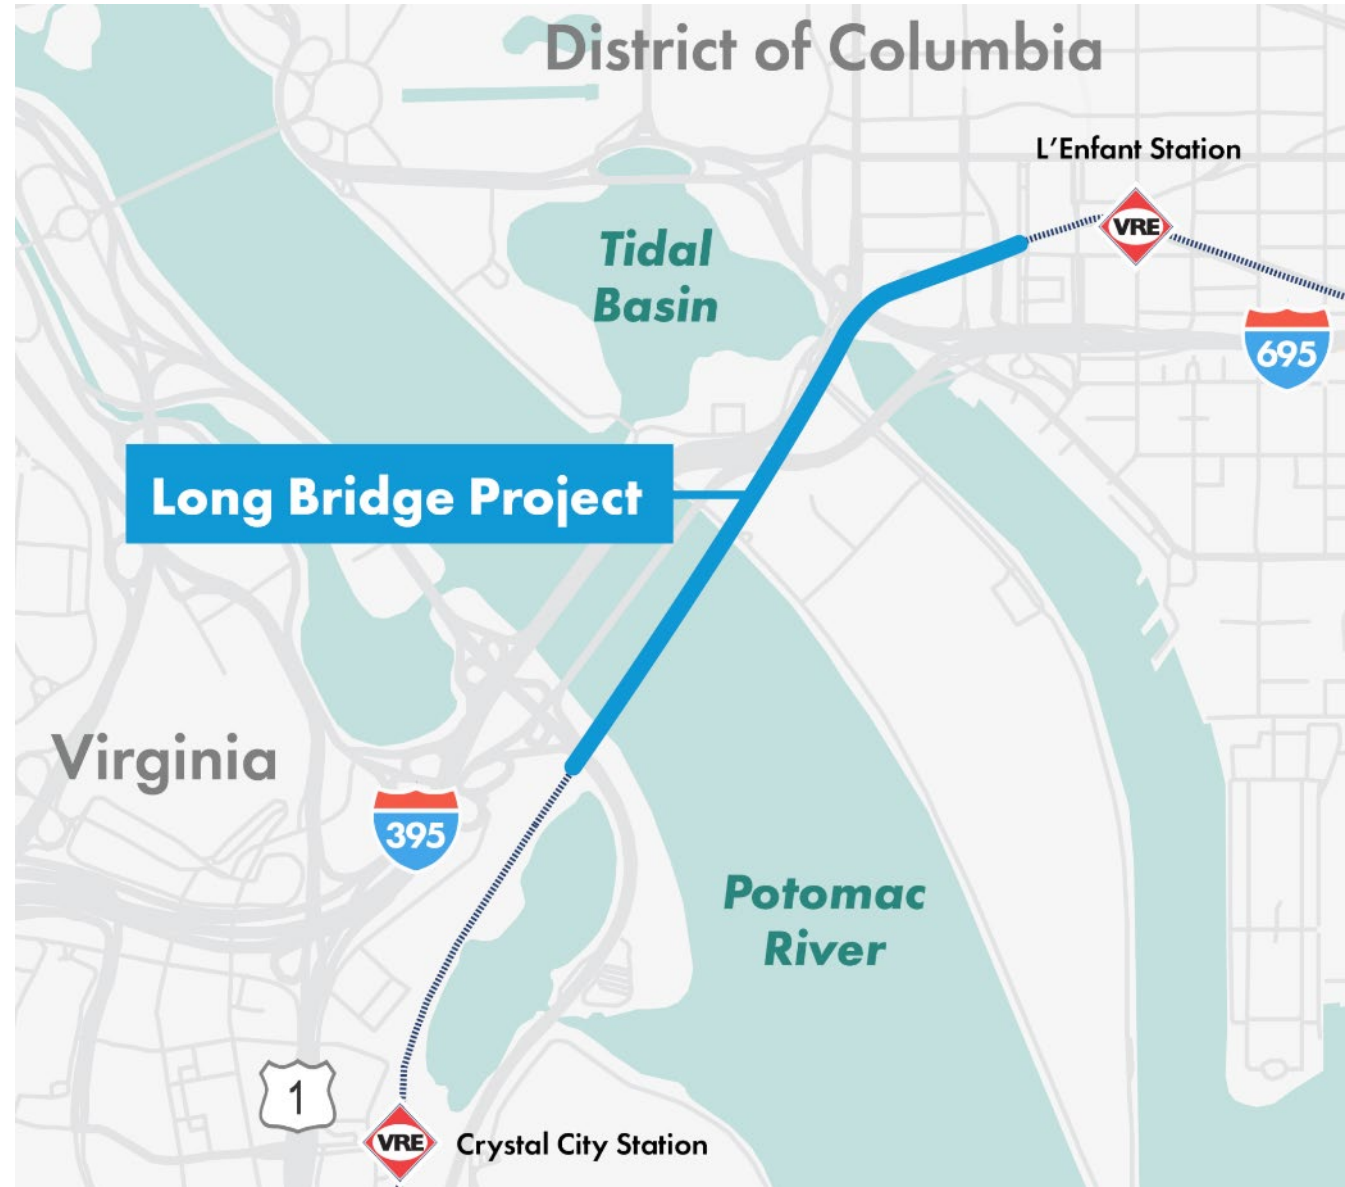 District of Columbia
L'Enfant Station
VRE
Tidal
Basin
695
Long Bridge Project
Virginia
395
Potomac
River
1
VRE
Crystal City Station